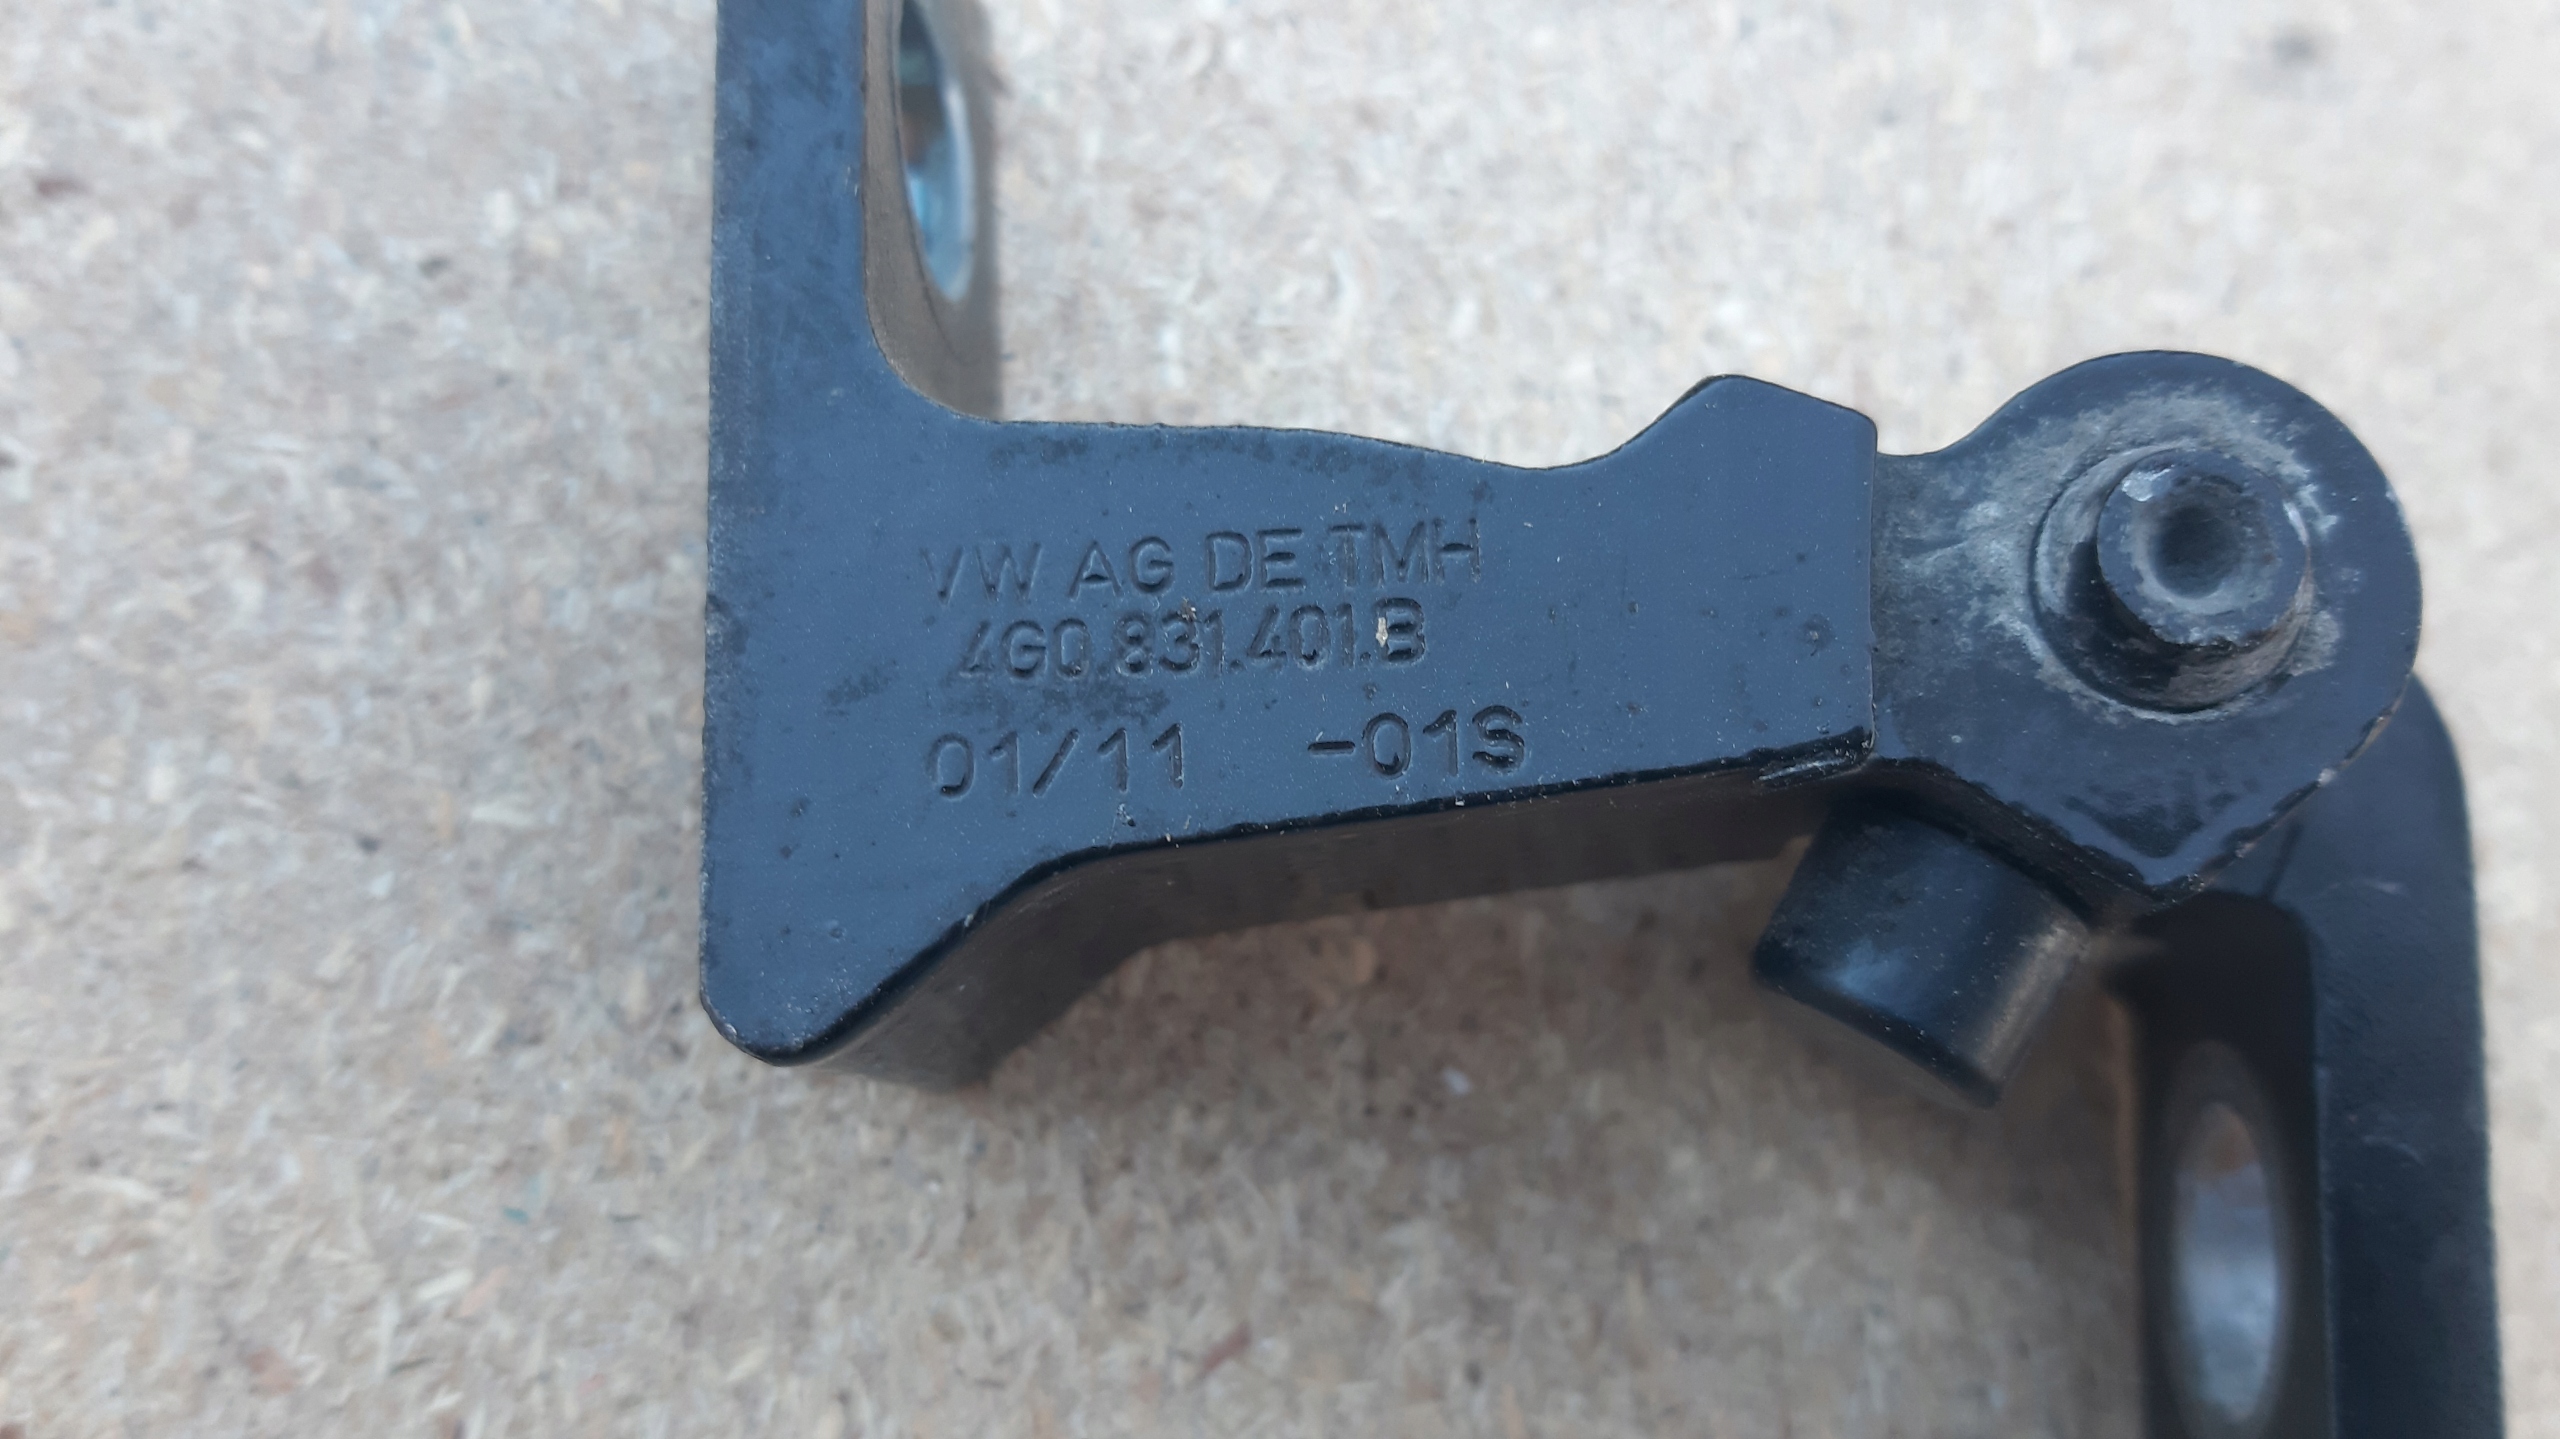 VW AG DE TMH
4G0.831.401.B
01/11 -01S